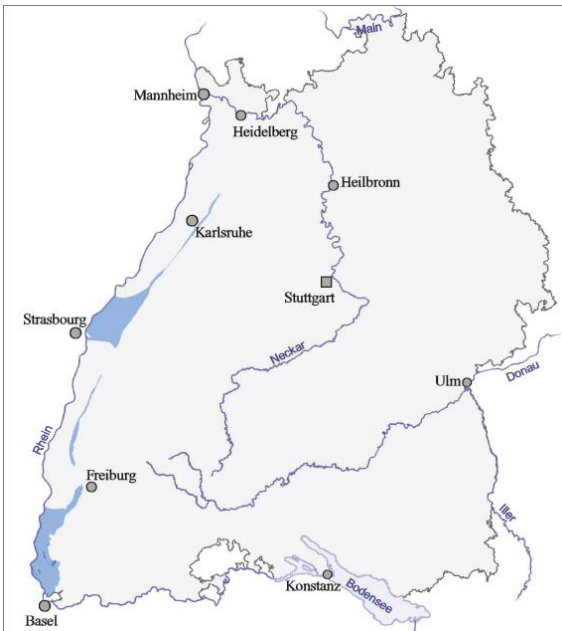 Main
Mannheim
Heidelberg
Heilbronn
Karlsruhe
Stuttgart
Strasbourg
Neckar
Donau
Ulm
Rhein
Freiburg
Iller
Konstanz
Bodensee
Basel